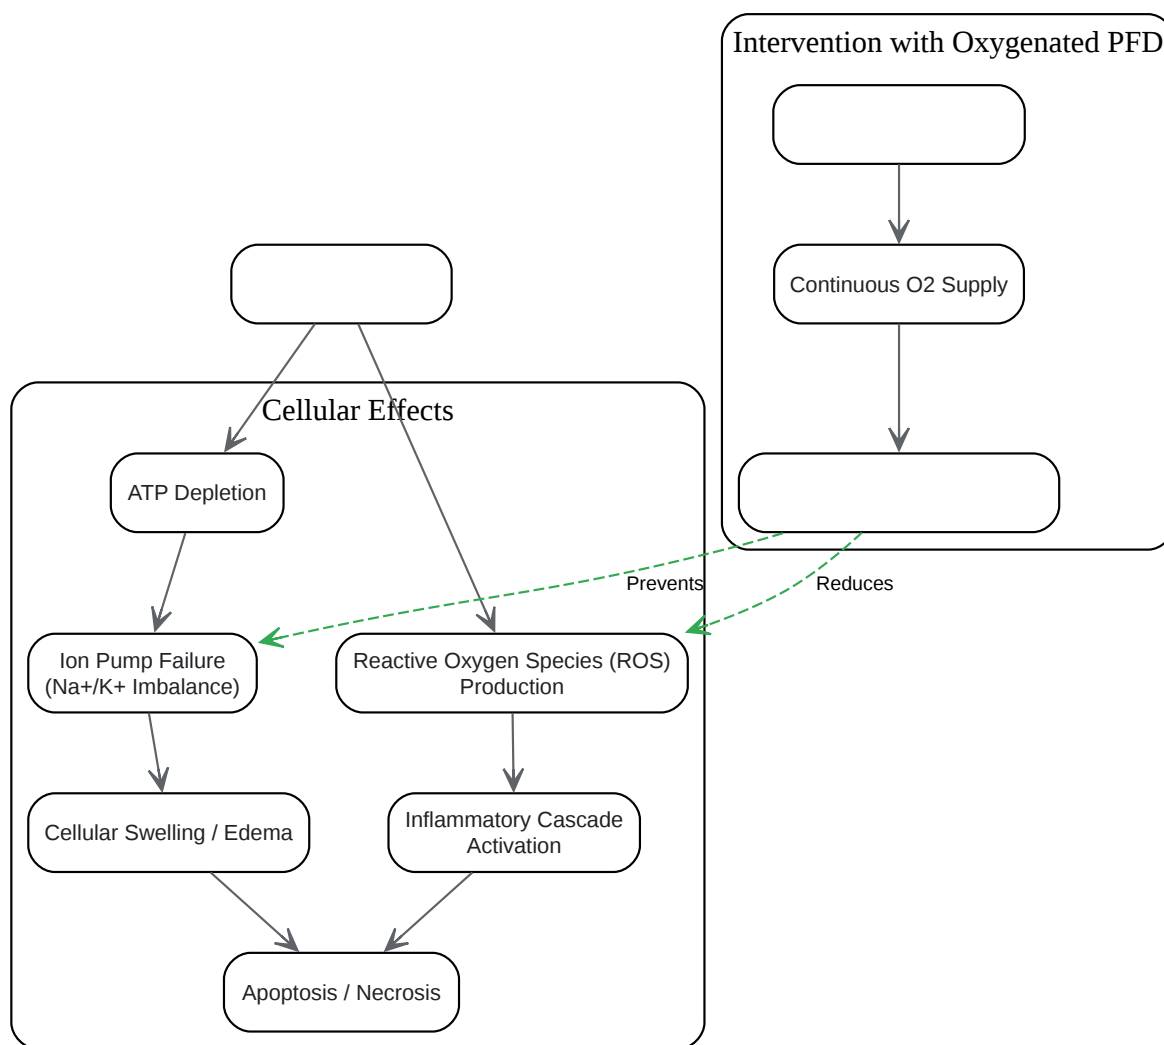 Intervention with Oxygenated PFD
Continuous O2 Supply
Cellular Effects
ATP Depletion
Prevents
Reduces
Ion Pump Failure
(Na+/K+ Imbalance)
Reactive Oxygen Species (ROS)
Production
Cellular Swelling / Edema
Inflammatory Cascade
Activation
Apoptosis / Necrosis